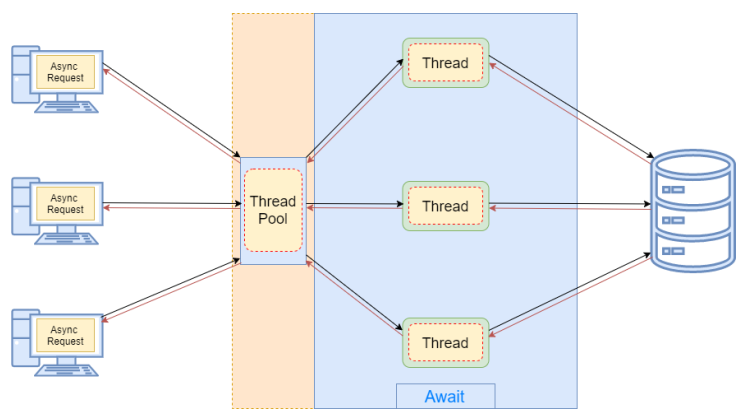 Async
Request
Thread
Async
Request
Thread
Pool
Thread
Async
Request
Thread
Await